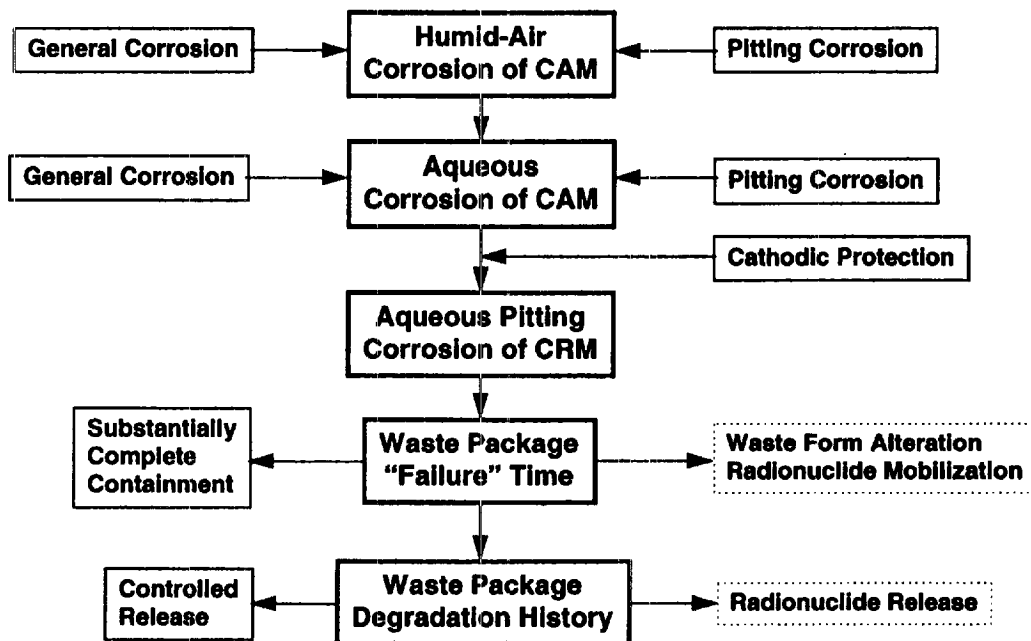 General Corrosion
Humid-Air
Corrosion of CAM
Pitting Corrosion
General Corrosion
Aqueous
Corrosion of CAM
Pitting Corrosion
Cathodic Protection
Aqueous Pitting
Corrosion of CRM
Substantially
Complete
Containment
Waste Package
“Failure” Time
Waste Form Alteration
Radionuclide Mobilization
Controlled
Release
Waste Package
Degradation History
Radionuclide Release